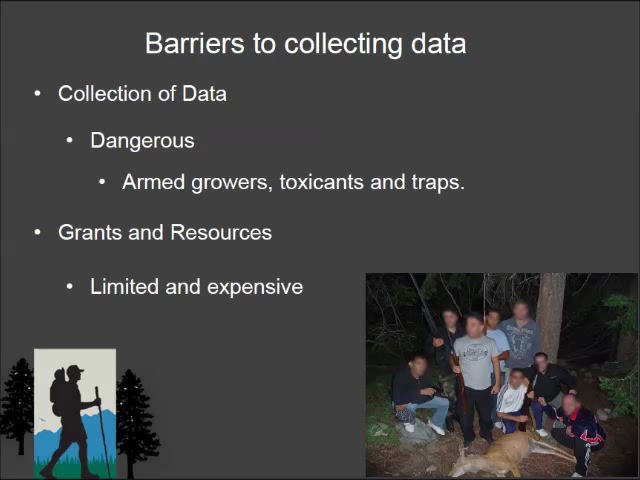 Barriers to collecting data
• Collection of Data
• Dangerous
• Armed growers, toxicants and traps.
• Grants and Resources
• Limited and expensive